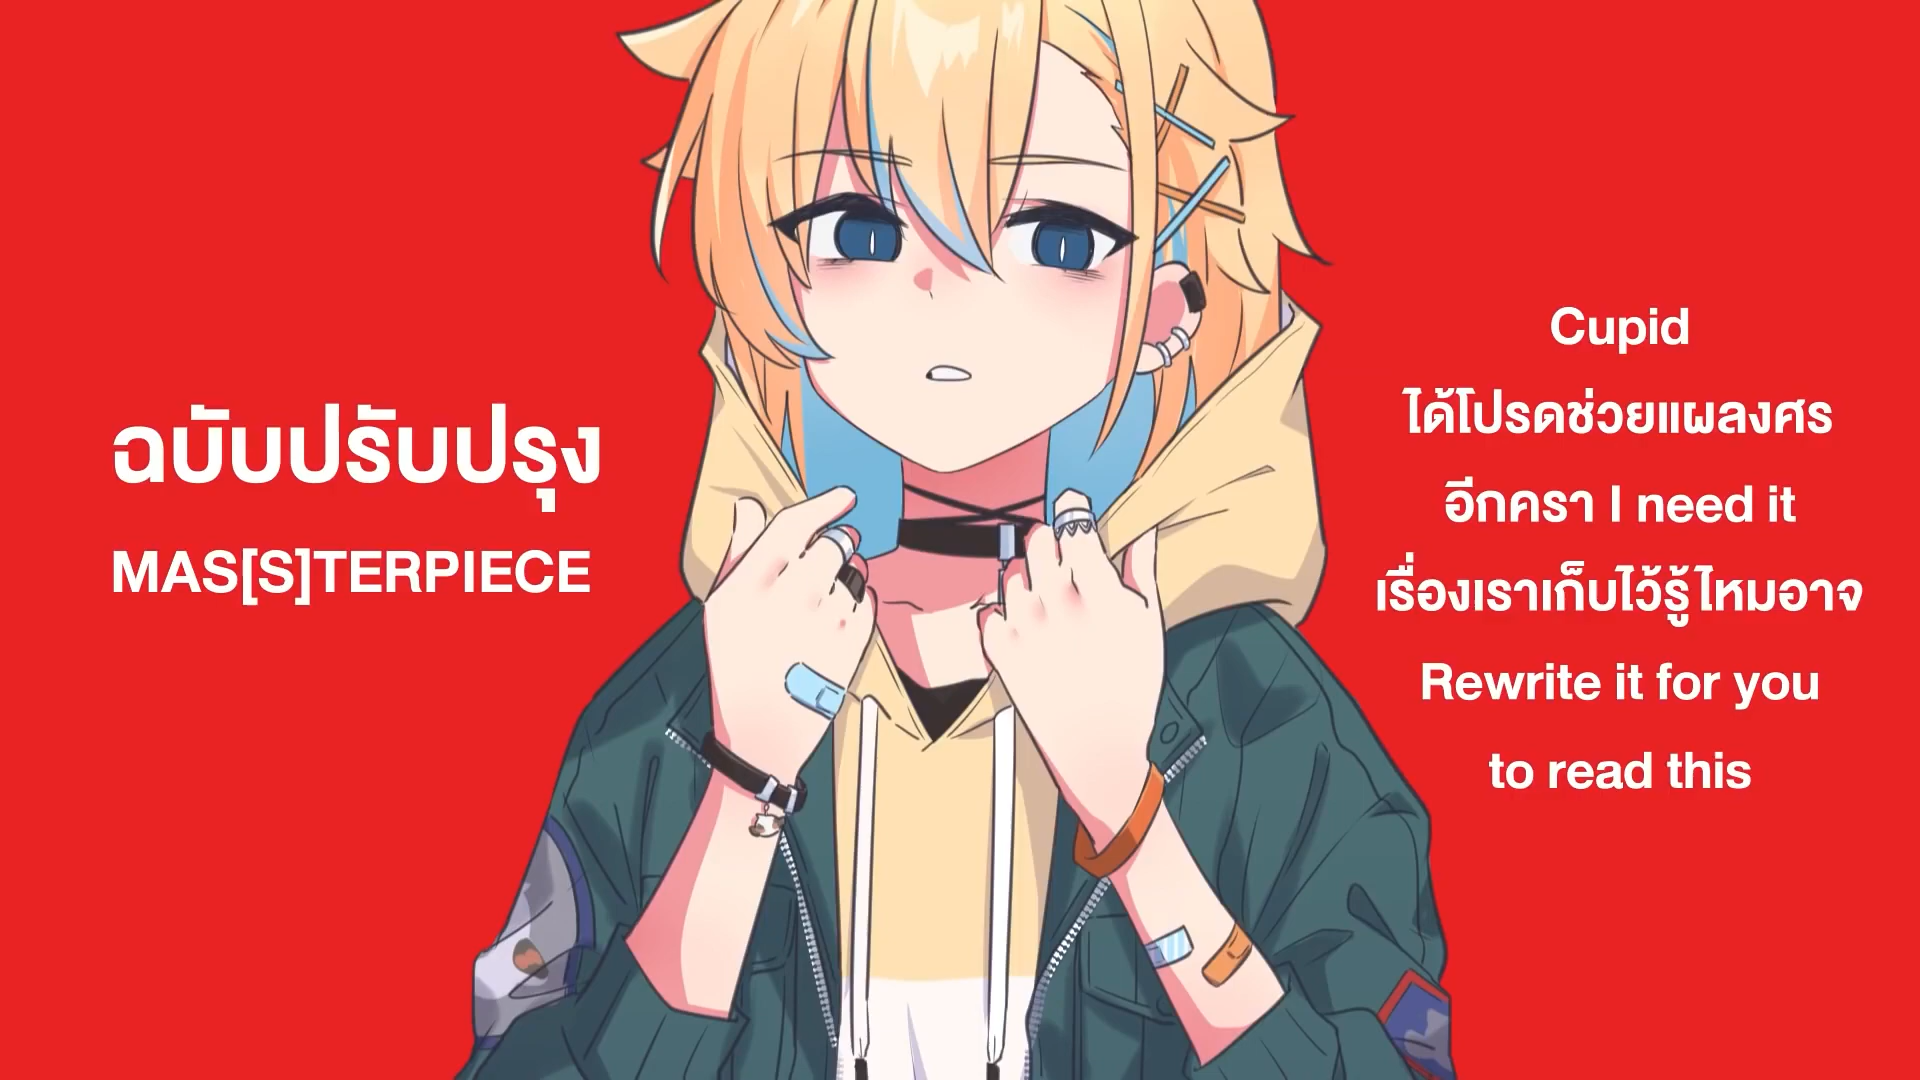 ฉบับปรับปรุง
MAS[S]TERPIECE
Cupid
ได้โปรดช่วยแผลงศร
อีกครา I need it
เรื่องเราเก็บไว้รู้ไหมอาจ
Rewrite it for you
to read this